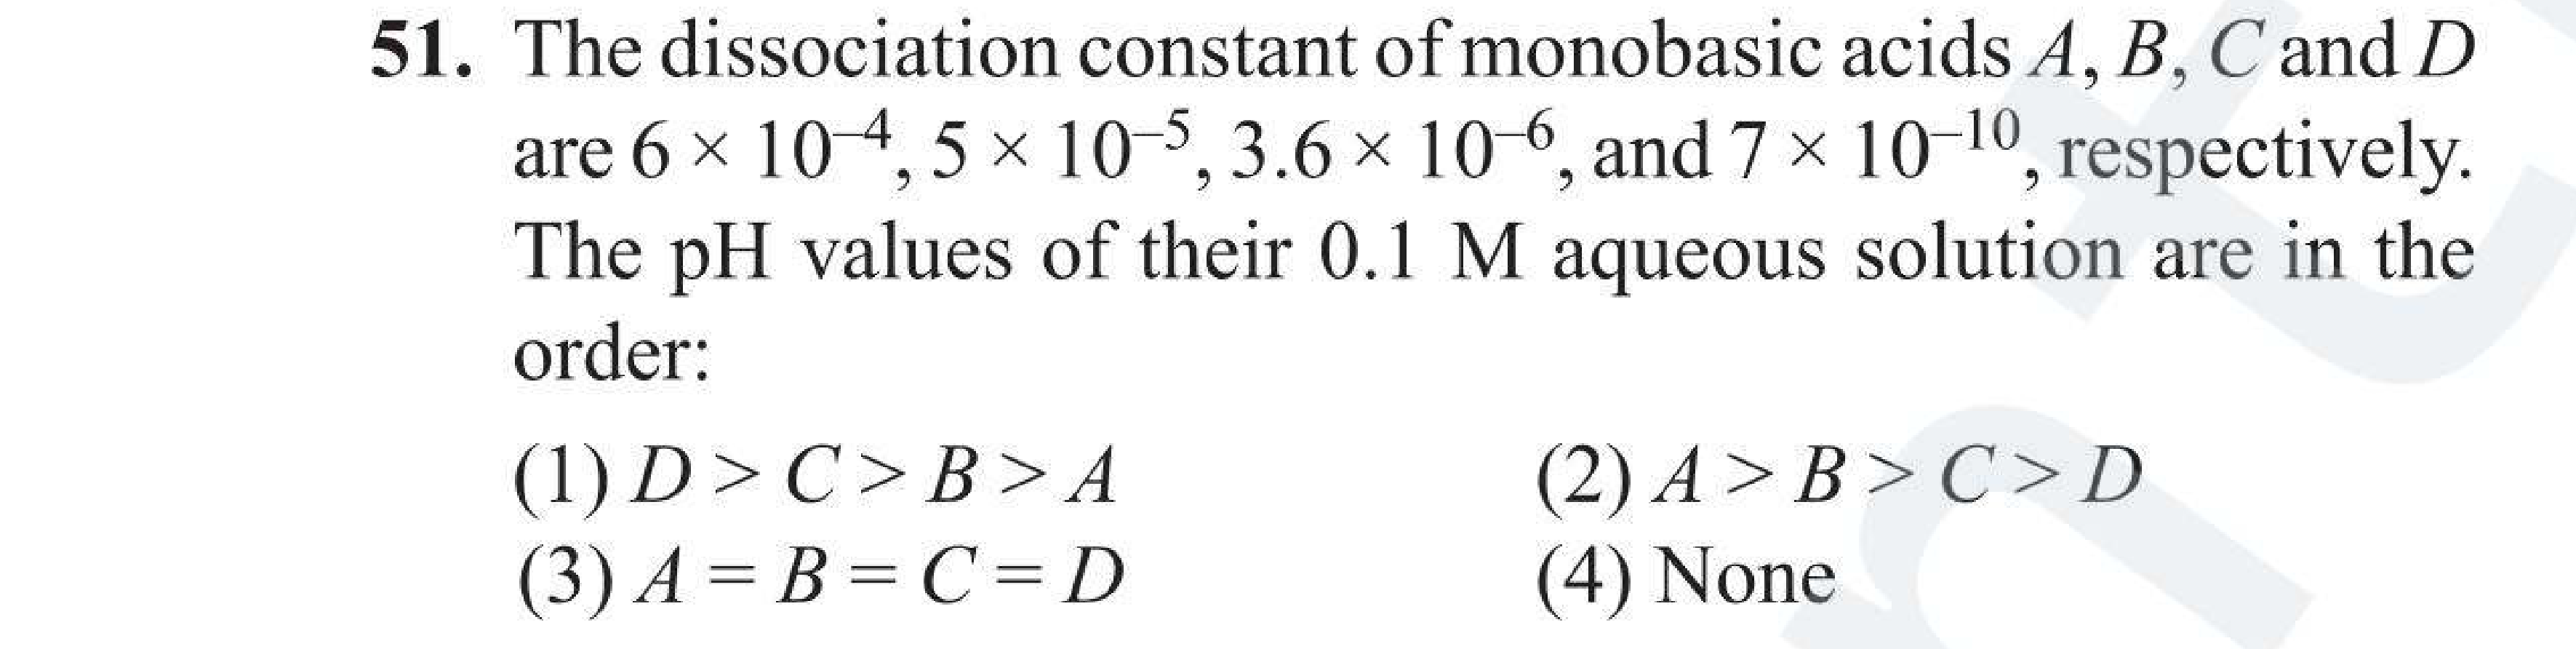 51. The dissociation constant of monobasic acids A, B, C and D
are 6 × 10⁻⁴, 5 × 10⁻⁵, 3.6 × 10⁻⁶, and 7 × 10⁻¹⁰, respectively.
The pH values of their 0.1 M aqueous solution are in the
order:
(1) D > C > B > A (2) A > B > C > D
(3) A = B = C = D (4) None